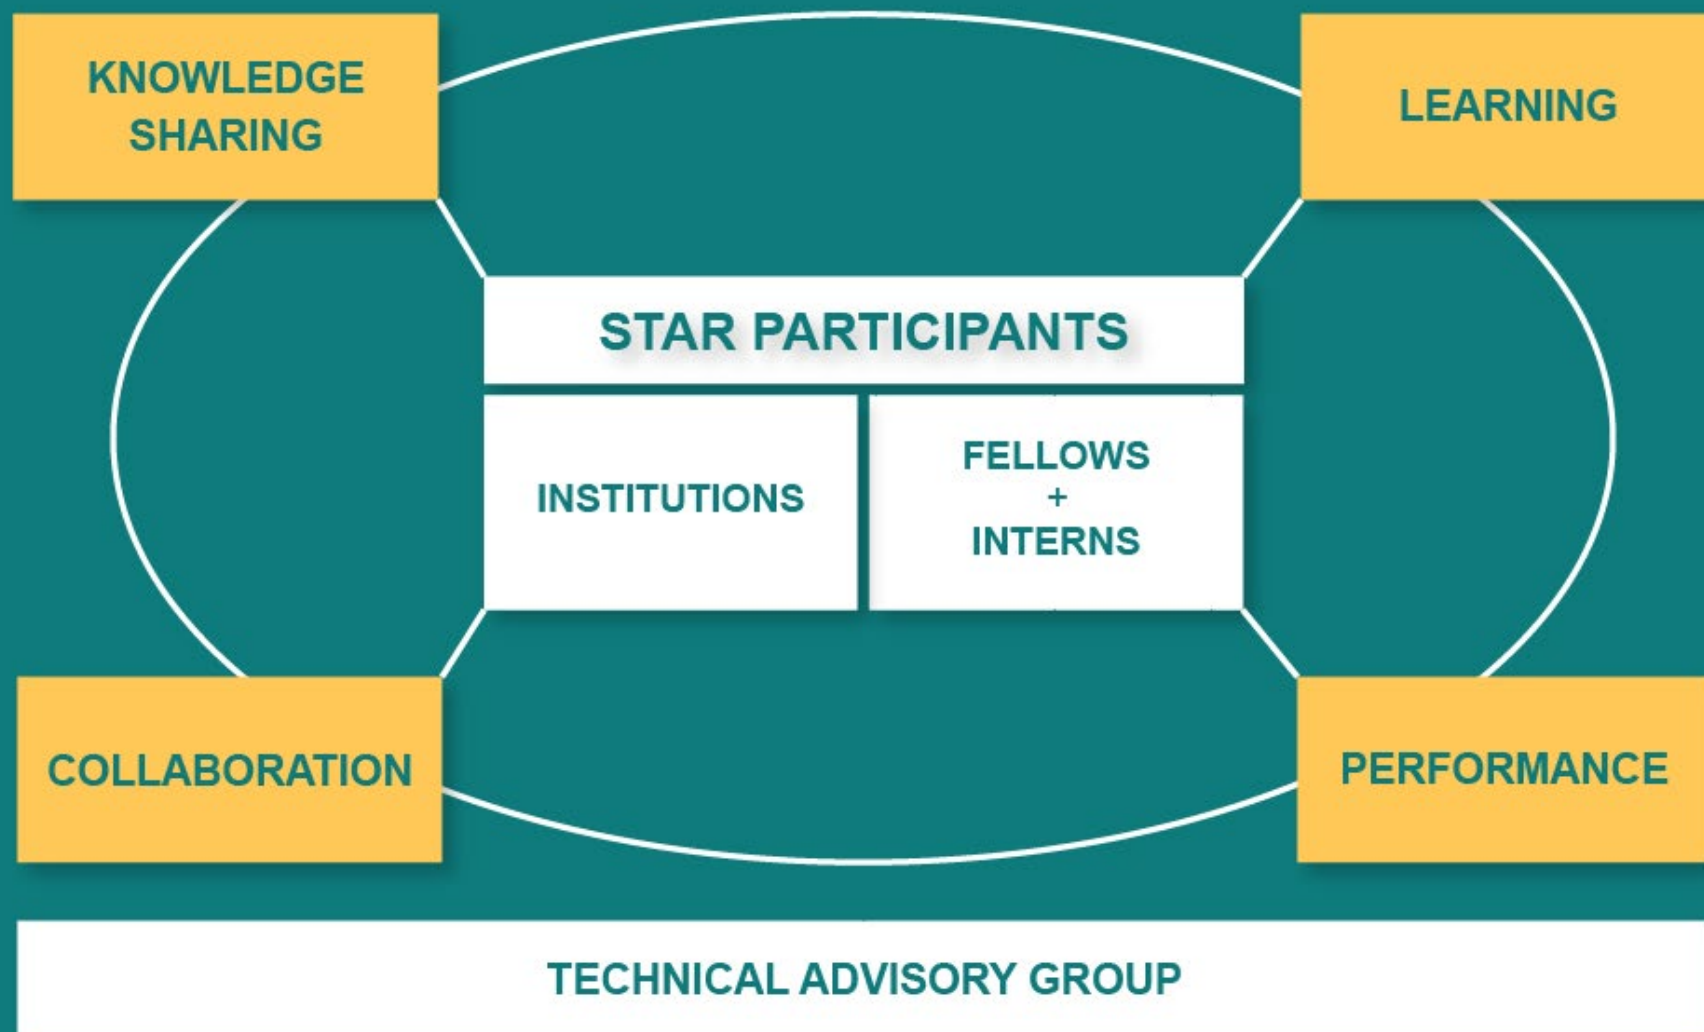 KNOWLEDGE
SHARING
LEARNING
STAR PARTICIPANTS
INSTITUTIONS
FELLOWS
+
INTERNS
COLLABORATION
PERFORMANCE
TECHNICAL ADVISORY GROUP